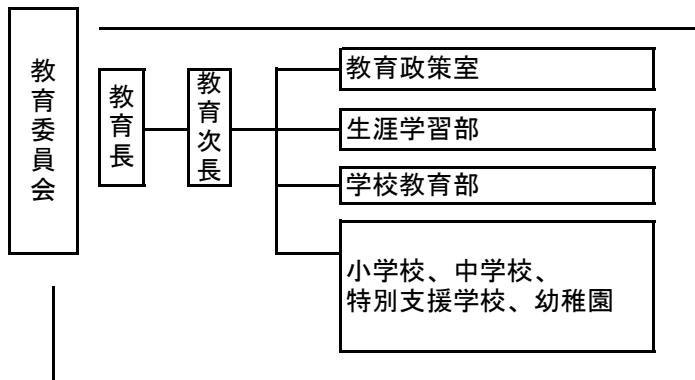 教育委員会
教育長
教育次長
教育政策室
生涯学習部
学校教育部
小学校、中学校、
特別支援学校、幼稚園